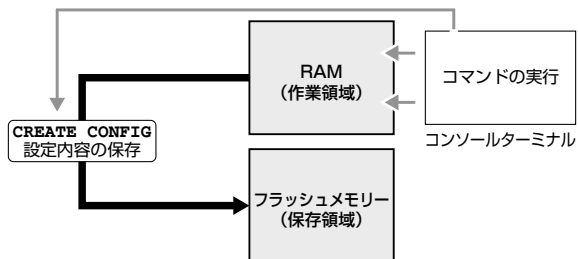 RAM
（作業領域）
コマンドの実行
コンソールターミナル
CREATE CONFIG
設定内容の保存
フラッシュメモリー
（保存領域）